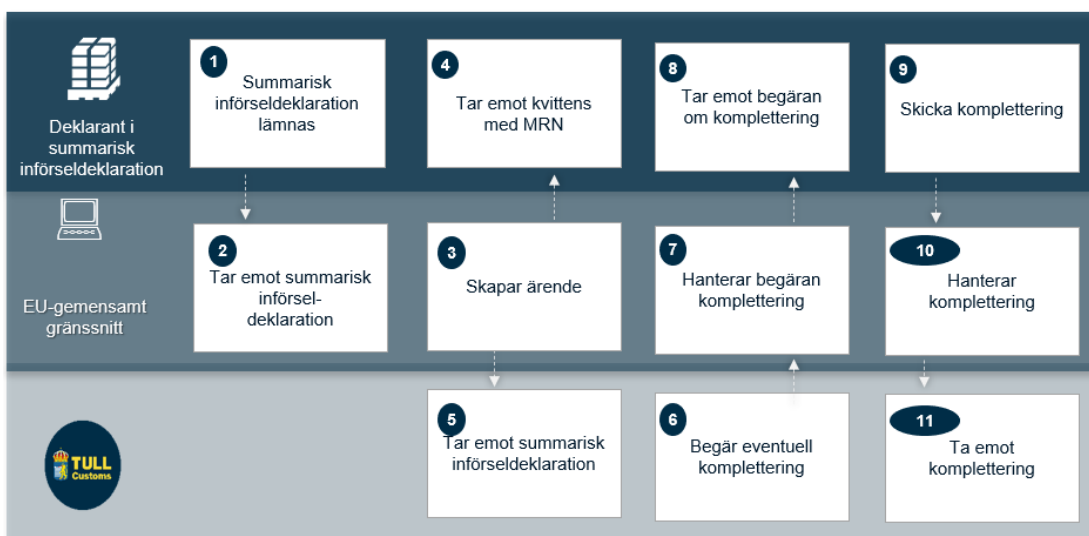 Deklarant i
summarisk
införseldeklaration
1
Summarisk
införseldeklaration
lämnas
4
Tar emot kvittens
med MRN
8
Tar emot begäran
om komplettering
9
Skicka komplettering
EU-gemensamt
gränssnitt
2
Tar emot summarisk
införsel-
deklaration
3
Skapar ärende
7
Hanterar begäran
komplettering
10
Hanterar
komplettering
TULL
Customs
5
Tar emot summarisk
införseldeklaration
6
Begär eventuell
komplettering
11
Ta emot
komplettering